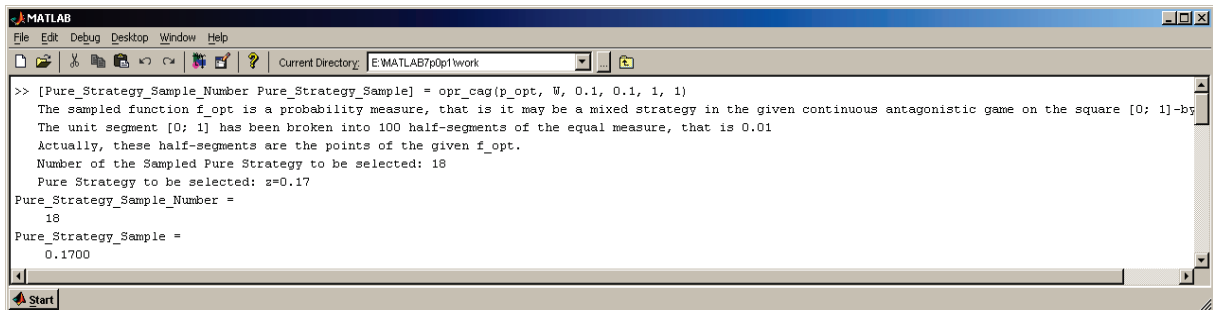 MATLAB
File Edit Debug Desktop Window Help
Current Directory: E:\MATLAB7p0p1\work
>> [Pure_Strategy_Sample_Number Pure_Strategy_Sample] = opr_cag(p_opt, W, 0.1, 0.1, 1, 1)
The sampled function f_opt is a probability measure, that is it may be a mixed strategy in the given continuous antagonistic game on the square [0; 1]-by
The unit segment [0; 1] has been broken into 100 half-segments of the equal measure, that is 0.01
Actually, these half-segments are the points of the given f_opt.
Number of the Sampled Pure Strategy to be selected: 18
Pure Strategy to be selected: z=0.17
Pure_Strategy_Sample_Number =
18
Pure_Strategy_Sample =
0.1700
Start